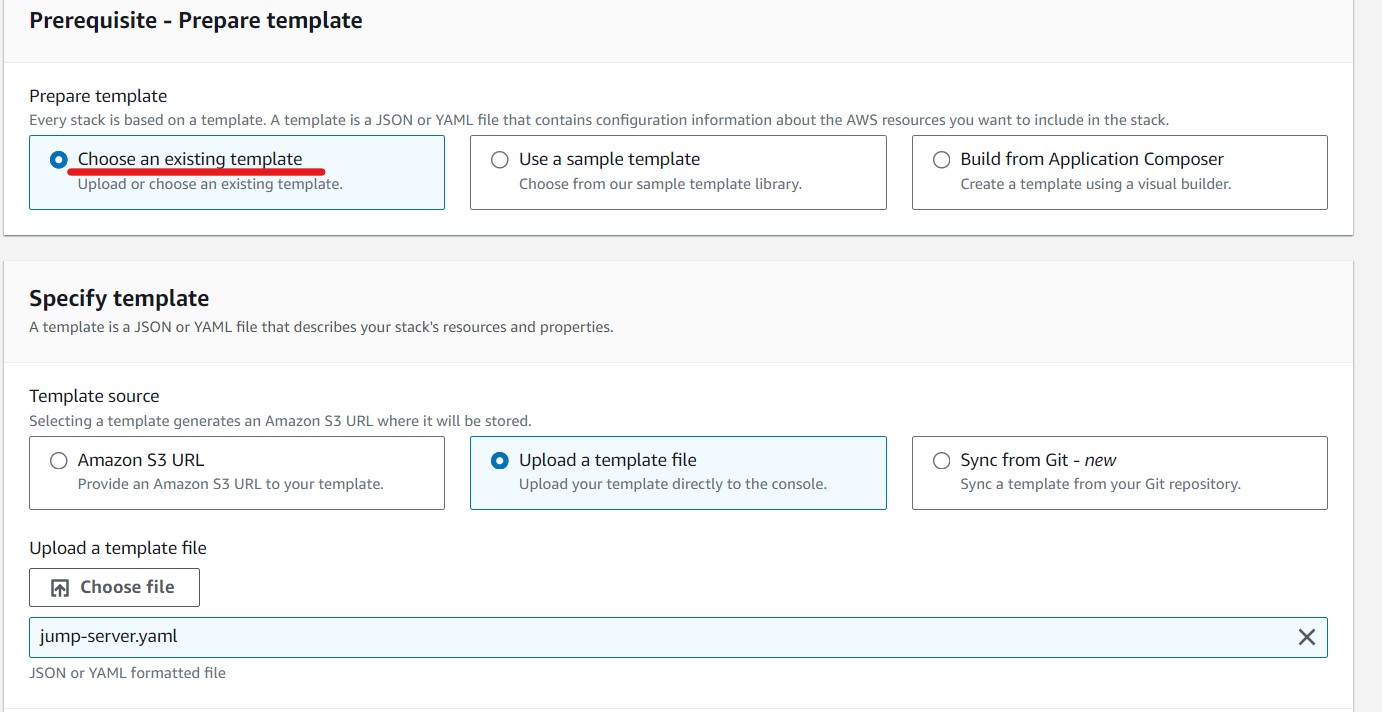 Prerequisite - Prepare template
Prepare template
Every stack is based on a template. A template is a JSON or YAML file that contains configuration information about the AWS resources you want to include in the stack.
Choose an existing template
Upload or choose an existing template.
Use a sample template
Choose from our sample template library.
Build from Application Composer
Create a template using a visual builder.
Specify template
A template is a JSON or YAML file that describes your stack's resources and properties.
Template source
Selecting a template generates an Amazon S3 URL where it will be stored.
Amazon S3 URL
Provide an Amazon S3 URL to your template.
Upload a template file
Upload your template directly to the console.
Sync from Git - new
Sync a template from your Git repository.
Upload a template file
Choose file
jump-server.yaml
JSON or YAML formatted file